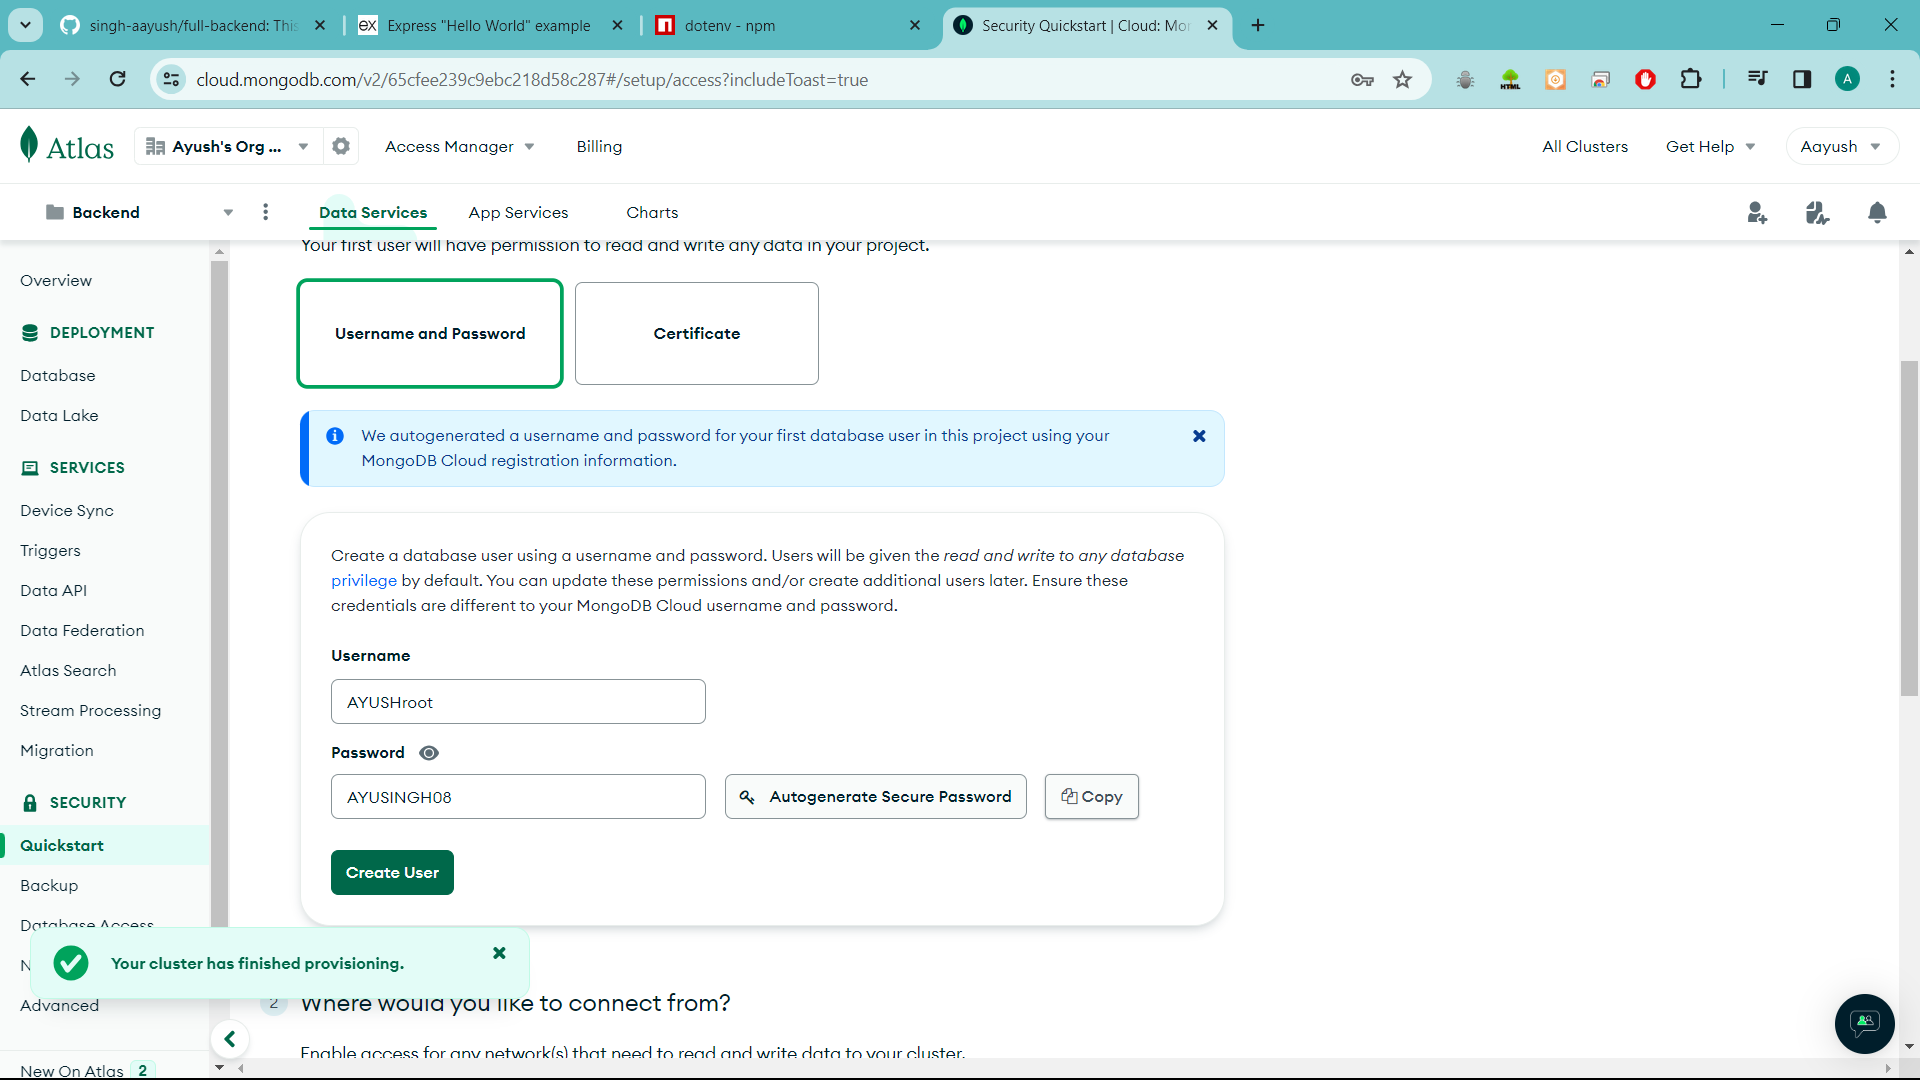 singh-aayush/full-backend: This
Express "Hello World" example
dotenv - npm
Security Quickstart | Cloud: Mon
cloud.mongodb.com/v2/65cfee239c9ebc218d58c287#/setup/access?includeToast=true
HTML
A
Atlas
Ayush's Org ...
Access Manager
Billing
All Clusters
Get Help
Aayush
Backend
Data Services
App Services
Charts
Your first user will have permission to read and write any data in your project.
Overview
DEPLOYMENT
Database
Data Lake
SERVICES
Device Sync
Triggers
Data API
Data Federation
Atlas Search
Stream Processing
Migration
SECURITY
Quickstart
Backup
Database Access
N
Advanced
New On Atlas 2
Username and Password
Certificate
We autogenerated a username and password for your first database user in this project using your
MongoDB Cloud registration information.
Create a database user using a username and password. Users will be given the read and write to any database
privilege by default. You can update these permissions and/or create additional users later. Ensure these
credentials are different to your MongoDB Cloud username and password.
Username
AYUSHroot
Password
AYUSINGH08
Autogenerate Secure Password
Copy
Create User
Your cluster has finished provisioning.
2 Where would you like to connect from?
Enable access for any network(s) that need to read and write data to your cluster.